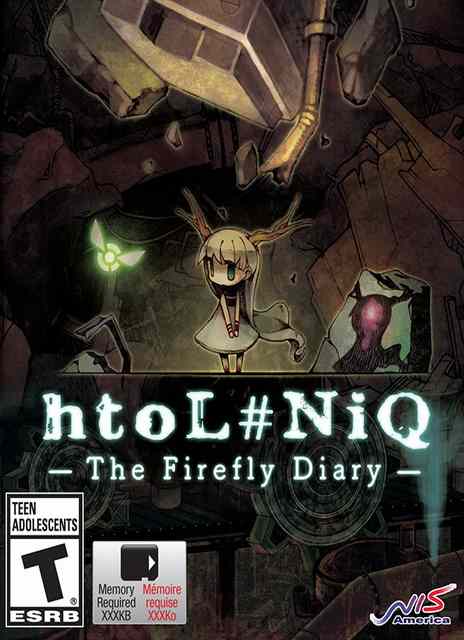 htoL#NiQ
— The Firefly Diary —
TEEN
ADOLESCENTS
T
®
ESRB
Memory
Required
XXXKB
Mémoire
requise
XXXKo
NIS
America